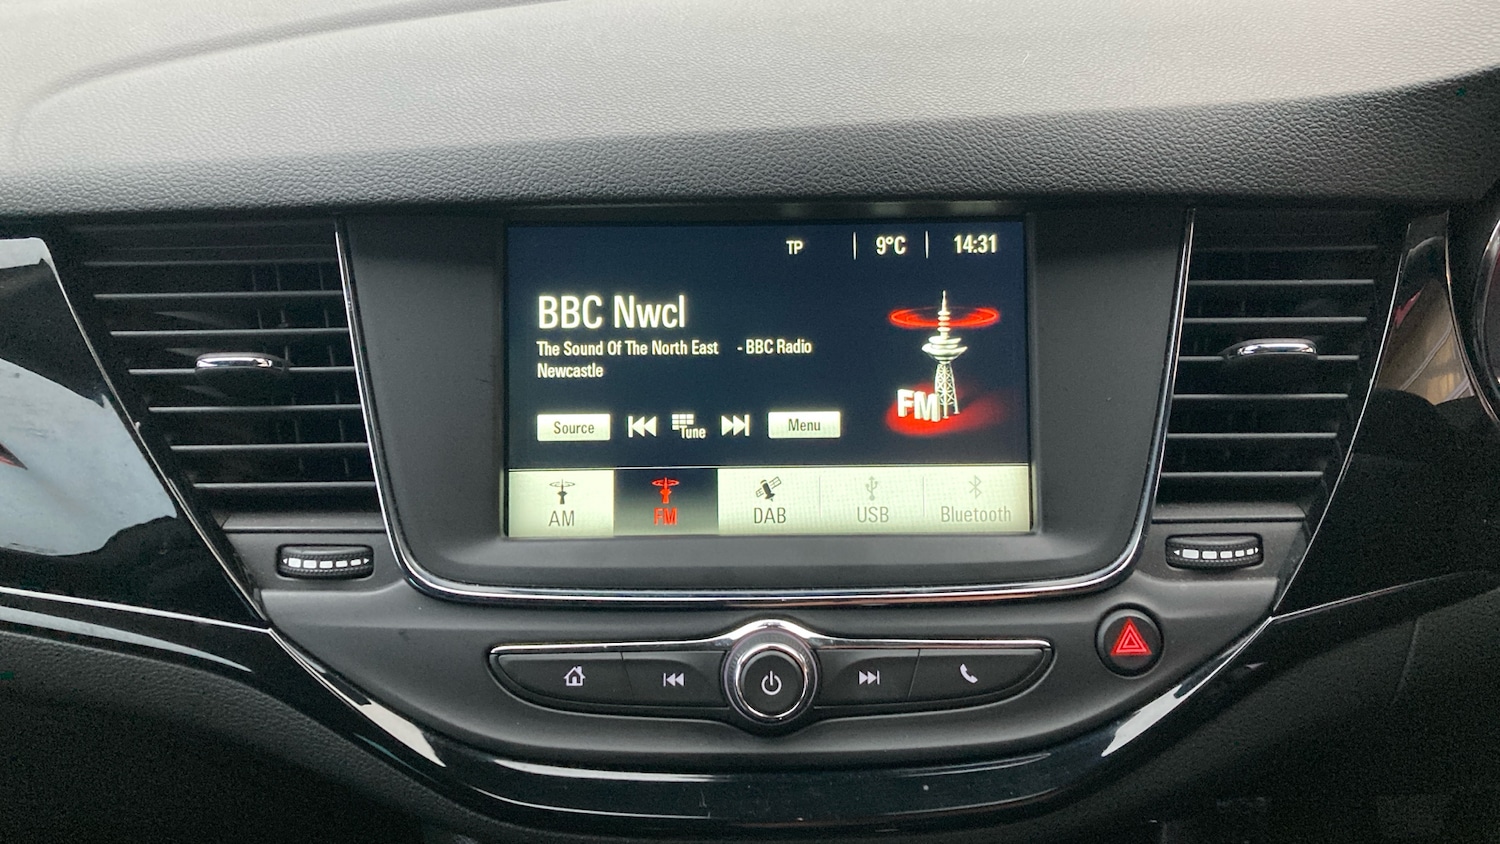 TP 9°C 14:31
BBC Nwcl
The Sound Of The North East - BBC Radio
Newcastle
FM
Source Tune Menu
AM FM DAB USB Bluetooth